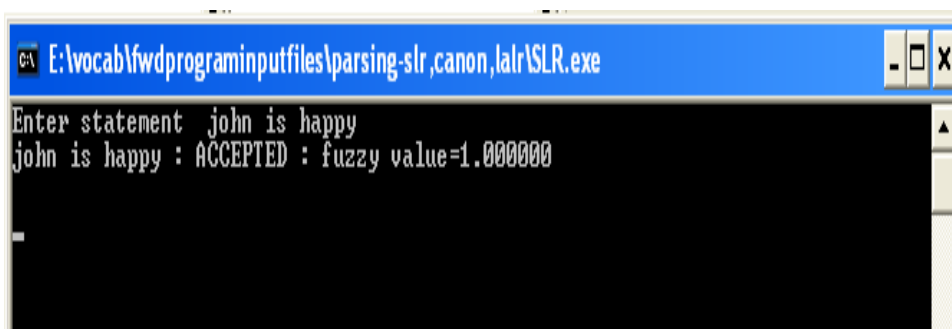 E:\vocab\fwdprograminputfiles\parsing-slr,canon,lalr\SLR.exe
Enter statement  john is happy
john is happy : ACCEPTED : fuzzy value=1.000000